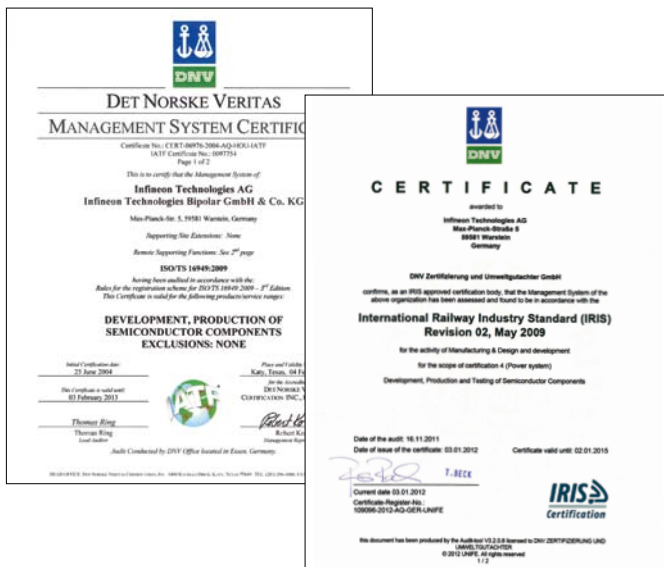 DNV
DET NORSKE VERITAS
MANAGEMENT SYSTEM CERTIFIC
Certificate No.: CERT-06976-2004-AQ-HOU-IATF
IATF Certificate No.: 0097754
Page 1 of 2
This is to certify that the Management System of:
Infineon Technologies AG
Infineon Technologies Bipolar GmbH & Co. KG
Max-Planck-Str. 5, 59581 Warstein, Germany
Supporting Site Extensions: None
Remote Supporting Functions: See 2nd page
ISO/TS 16949:2009
having been audited in accordance with the:
Rules for the registration scheme for ISO/TS 16949:2009 – 3rd Edition
This Certificate is valid for the following products/service ranges:
DEVELOPMENT, PRODUCTION OF
SEMICONDUCTOR COMPONENTS
EXCLUSIONS: NONE
Initial Certification date:
25 June 2004
This Certificate is valid until:
03 February 2013
Thomas Ring
Thomas Ring
Lead Auditor
IATF
Place and
Katy, Texas, 04 Fe
for the Accredi
DET NORSKE V
CERTIFICATION INC.,
Robert Ko
Management Repr
Audit Conducted by DNV Office located in Essen, Germany.
DNV
CERTIFICATE
awarded to
Infineon Technologies AG
Max-Planck-Straße 5
59581 Warstein
Germany
DNV Zertifizierung und Umweltgutachter GmbH
confirms, as an IRIS approved certification body, that the Management System of the
above organization has been assessed and found to be in accordance with the
International Railway Industry Standard (IRIS)
Revision 02, May 2009
for the activity of Manufacturing & Design and development
for the scope of certification 4 (Power system)
Development, Production and Testing of Semiconductor Components
Date of the audit: 16.11.2011
Date of issue of the certificate: 03.01.2012
Certificate valid until: 02.01.2015
T. BECK
Current date 03.01.2012
Certificate-Register-No.:
109096-2012-AQ-GER-UNIFE
IRIS
Certification
this document has been produced by the Audit-tool V3.2.0.8 licensed to DNV ZERTIFIZIERUNG UND
UMWELTGUTACHTER
© 2012 UNIFE. All rights reserved
1 / 2